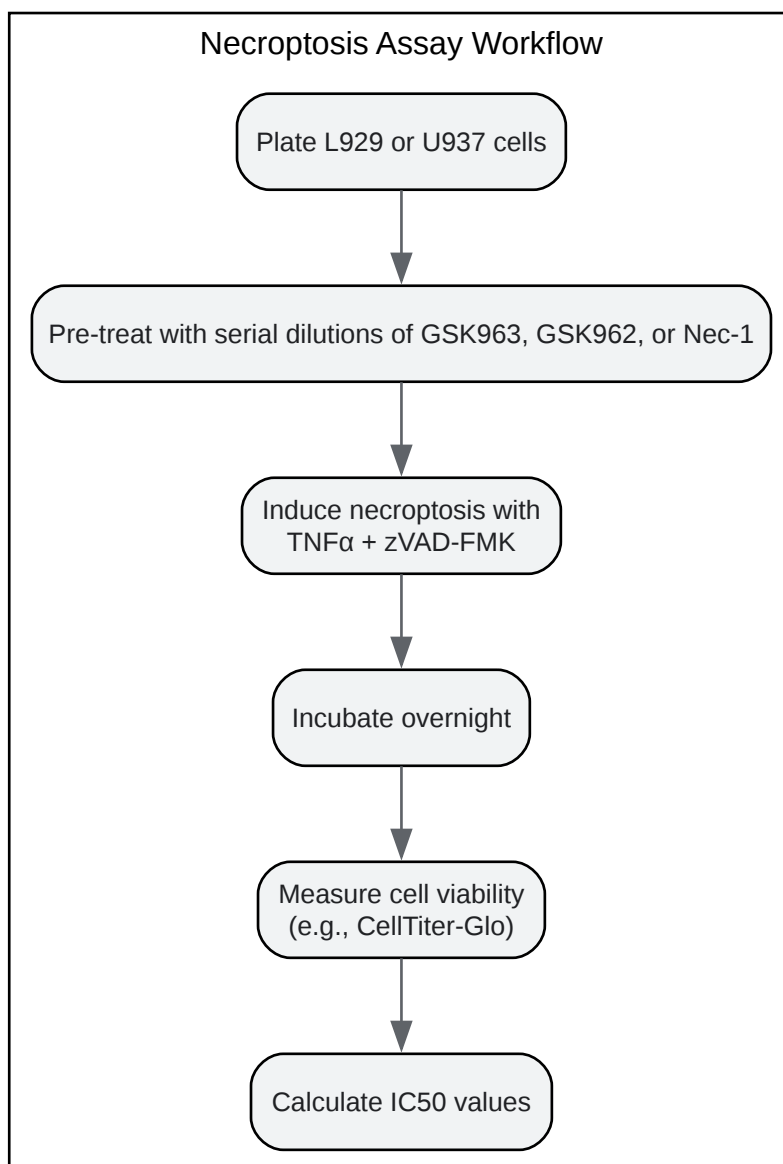 Necroptosis Assay Workflow
Plate L929 or U937 cells
Pre-treat with serial dilutions of GSK963, GSK962, or Nec-1
Induce necroptosis with
TNFα + zVAD-FMK
Incubate overnight
Measure cell viability
(e.g., CellTiter-Glo)
Calculate IC50 values